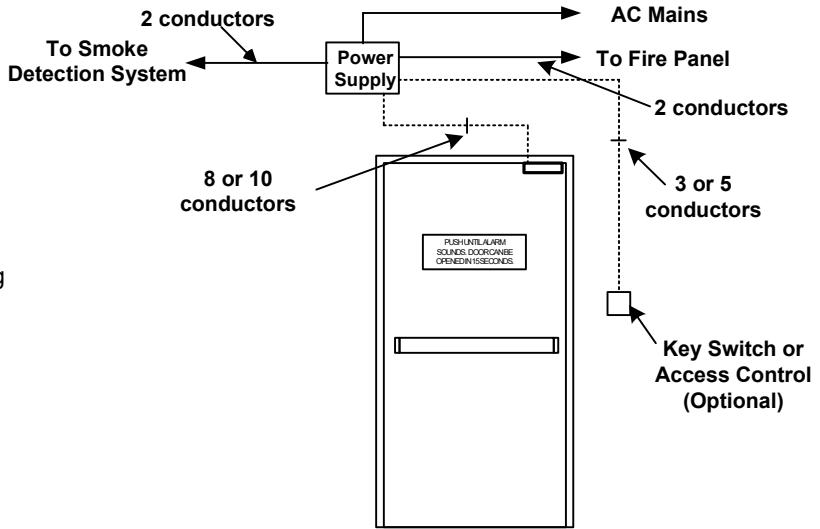 2 conductors
AC Mains
To Smoke
Detection System
Power
Supply
To Fire Panel
2 conductors
8 or 10
conductors
3 or 5
conductors
PUSH UNTIL ALARM
SOUNDS. DOOR CAN BE
OPENED IN 15 SECONDS.
g
Key Switch or
Access Control
(Optional)